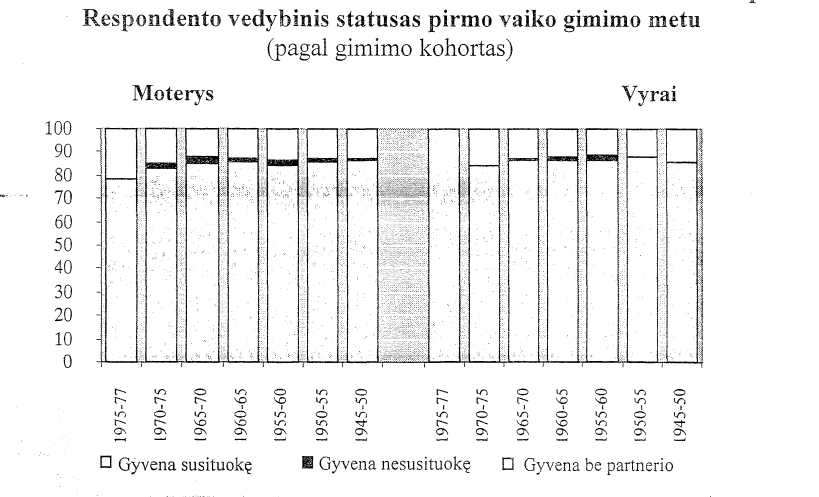 Respondento vedybinis statusas pirmo vaiko gimimo metu
(pagal gimimo kohortas)
Moterys Vyrai
100
90
80
70
60
50
40
30
20
10
0
1975-77 1970-75 1965-70 1960-65 1955-60 1950-55 1945-50 1975-77 1970-75 1965-70 1960-65 1955-60 1950-55 1945-50
Gyvena susituokę Gyvena nesusituokę Gyvena be partnerio